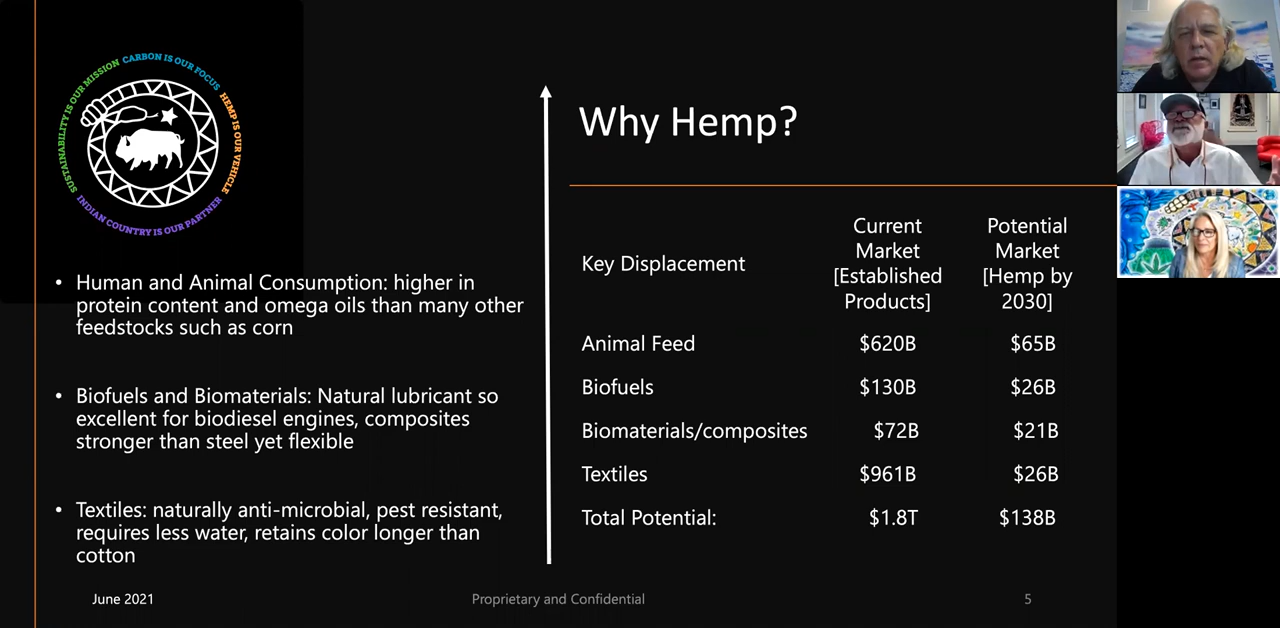 SUSTAINABILITY IS OUR MISSION
CARBON IS OUR FOCUS
HEMP IS OUR VEHICLE
INDIAN COUNTRY IS OUR PARTNER
• Human and Animal Consumption: higher in
protein content and omega oils than many other
feedstocks such as corn
• Biofuels and Biomaterials: Natural lubricant so
excellent for biodiesel engines, composites
stronger than steel yet flexible
• Textiles: naturally anti-microbial, pest resistant,
requires less water, retains color longer than
cotton
Why Hemp?
Key Displacement
Current
Market
[Established
Products]
Potential
Market
[Hemp by
2030]
Animal Feed $620B $65B
Biofuels $130B $26B
Biomaterials/composites $72B $21B
Textiles $961B $26B
Total Potential: $1.8T $138B
June 2021 Proprietary and Confidential 5